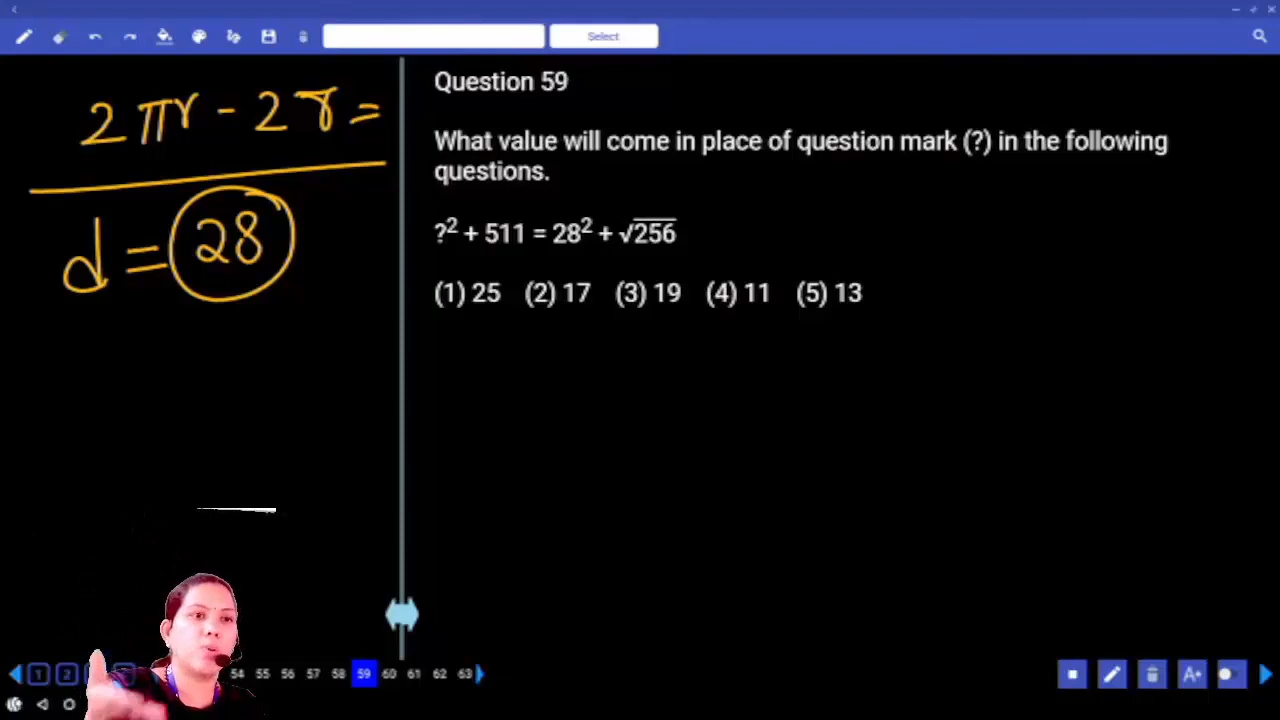 Select
2πr - 2r =
d = 28
Question 59
What value will come in place of question mark (?) in the following
questions.
?² + 511 = 28² + √256
(1) 25 (2) 17 (3) 19 (4) 11 (5) 13
1 2 54 55 56 57 58 59 60 61 62 63
A+